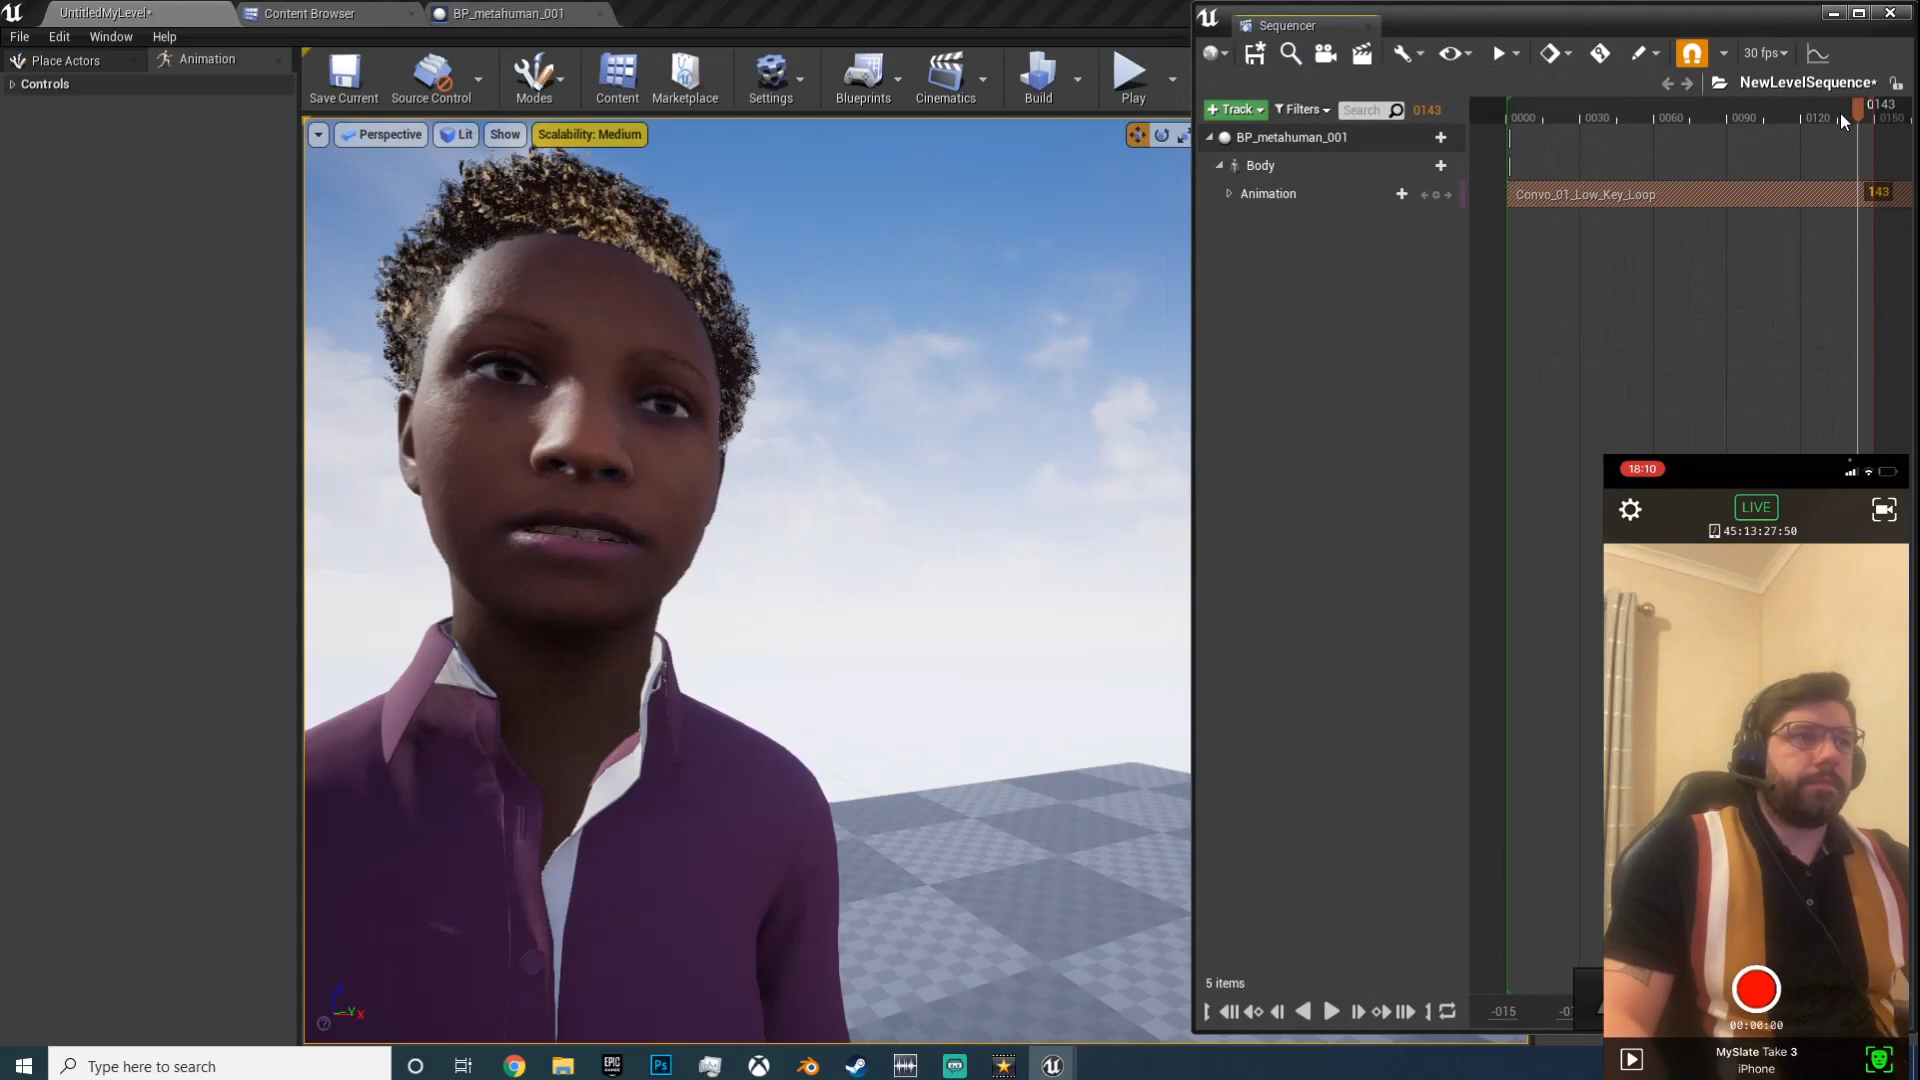 UntitledMyLevel•
Content Browser
BP_metahuman_001
File Edit Window Help
Place Actors
Animation
Controls
Save Current
Source Control
Modes
Content
Marketplace
Settings
Blueprints
Cinematics
Build
Play
Perspective
Lit
Show
Scalability: Medium
Sequencer
30 fps
NewLevelSequence*
+ Track
Filters
Search
0143
0143
0000
0030
0060
0090
0120
0150
BP_metahuman_001
Body
Animation
Convo_01_Low_Key_Loop
143
5 items
-015
18:10
LIVE
45:13:27:50
00:00:00
MySlate Take 3
iPhone
Type here to search
EPIC
GAMES
Ps